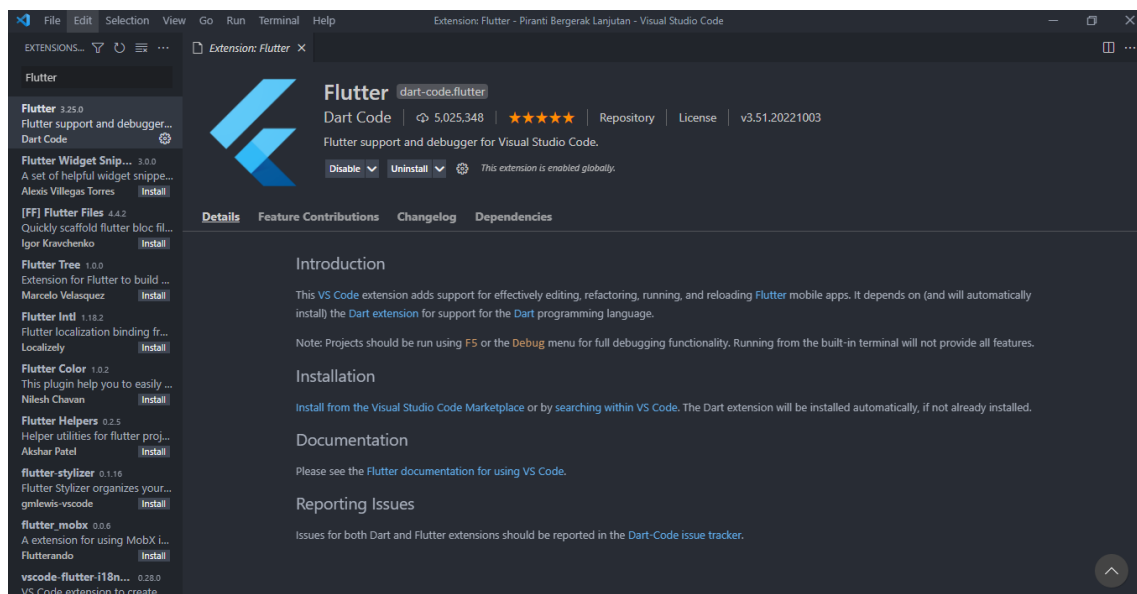 File Edit Selection View Go Run Terminal Help
Extension: Flutter - Piranti Bergerak Lanjutan - Visual Studio Code
EXTENSIONS...
Flutter
Flutter 3.25.0
Flutter support and debugger...
Dart Code
Flutter Widget Snip... 3.0.0
A set of helpful widget snippe...
Alexis Villegas Torres Install
[FF] Flutter Files 4.4.2
Quickly scaffold flutter bloc fil...
Igor Kravchenko Install
Flutter Tree 1.0.0
Extension for Flutter to build ...
Marcelo Velasquez Install
Flutter Intl 1.18.2
Flutter localization binding fr...
Localizely Install
Flutter Color 1.0.2
This plugin help you to easily ...
Nilesh Chavan Install
Flutter Helpers 0.2.5
Helper utilities for flutter proj...
Akshar Patel Install
flutter-stylizer 0.1.16
Flutter Stylizer organizes your...
gmlewis-vscode Install
flutter_mobx 0.0.6
A extension for using MobX i...
Flutterando Install
vscode-flutter-i18n... 0.28.0
VS Code extension to create
Extension: Flutter
Flutter dart-code.flutter
Dart Code 5,025,348 ★★★★★ Repository License v3.51.20221003
Flutter support and debugger for Visual Studio Code.
Disable Uninstall This extension is enabled globally.
Details Feature Contributions Changelog Dependencies
Introduction
This VS Code extension adds support for effectively editing, refactoring, running, and reloading Flutter mobile apps. It depends on (and will automatically
install) the Dart extension for support for the Dart programming language.
Note: Projects should be run using F5 or the Debug menu for full debugging functionality. Running from the built-in terminal will not provide all features.
Installation
Install from the Visual Studio Code Marketplace or by searching within VS Code. The Dart extension will be installed automatically, if not already installed.
Documentation
Please see the Flutter documentation for using VS Code.
Reporting Issues
Issues for both Dart and Flutter extensions should be reported in the Dart-Code issue tracker.